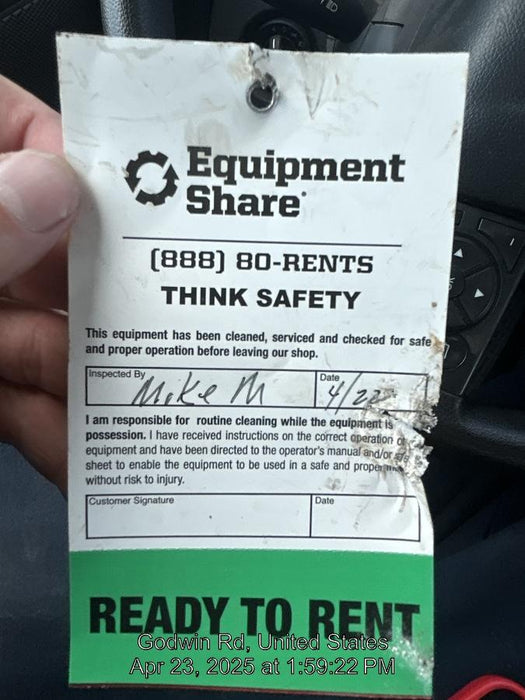 Equipment
Share
(888) 80-RENTS
THINK SAFETY
This equipment has been cleaned, serviced and checked for safe
and proper operation before leaving our shop.
Inspected By Mike M Date 4/22
I am responsible for routine cleaning while the equipment is
possession. I have received instructions on the correct operation of
equipment and have been directed to the operator's manual and/or
sheet to enable the equipment to be used in a safe and proper
without risk to injury.
Customer Signature Date
READY TO RENT
Godwin Rd, United States
Apr 23, 2025 at 1:59:22 PM